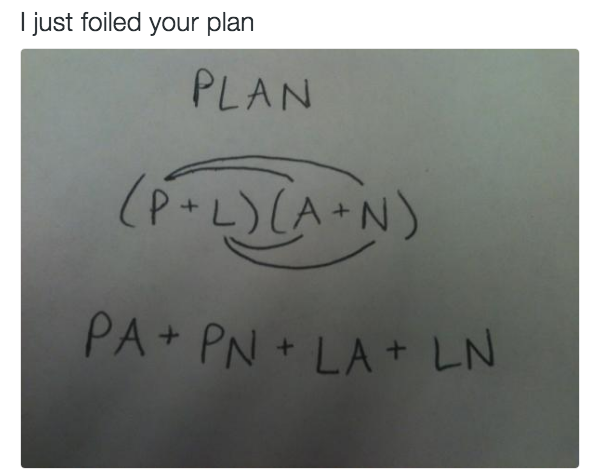 I just foiled your plan
PLAN
(P+L)(A+N)
PA+ PN + LA+ LN